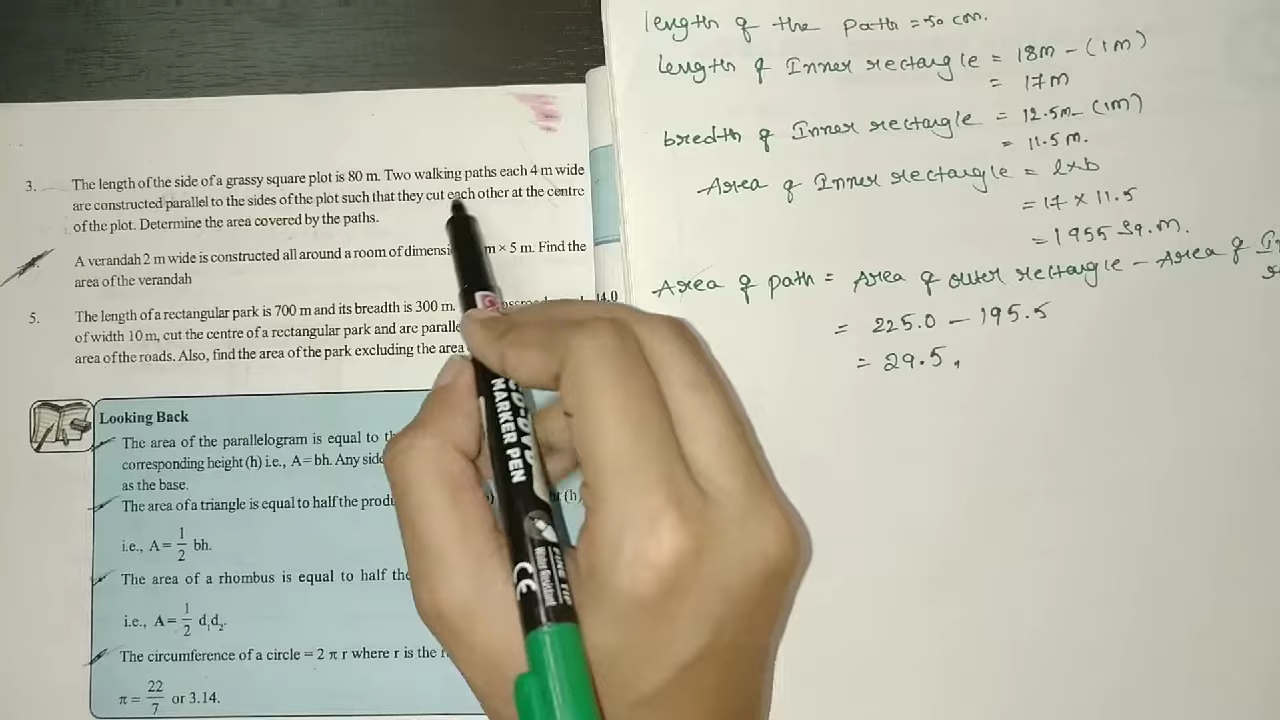 3. The length of the side of a grassy square plot is 80 m. Two walking paths each 4 m wide
are constructed parallel to the sides of the plot such that they cut each other at the centre
of the plot. Determine the area covered by the paths.
A verandah 2 m wide is constructed all around a room of dimensi m × 5 m. Find the
area of the verandah
5. The length of a rectangular park is 700 m and its breadth is 300 m.
of width 10 m, cut the centre of a rectangular park and are paralle
area of the roads. Also, find the area of the park excluding the area
Looking Back
The area of the parallelogram is equal to th
corresponding height (h) i.e., A = bh. Any side
as the base.
The area of a triangle is equal to half the produ (h)
i.e., A = 1/2 bh.
The area of a rhombus is equal to half the
i.e., A = 1/2 d₁d₂.
The circumference of a circle = 2 π r where r is the
π = 22/7 or 3.14.
length of the path = 50 cm.
length of Inner rectangle = 18m - (1m)
= 17m
bredth of Inner rectangle = 12.5m - (1m)
= 11.5 m.
Area of Inner rectangle = l×b
= 17 × 11.5
= 1955 sq. m.
Area of path = Area of outer rectangle - Area of
= 225.0 - 195.5
= 29.5.
MARKER PEN
FINE TIP
Water Resistant
CE